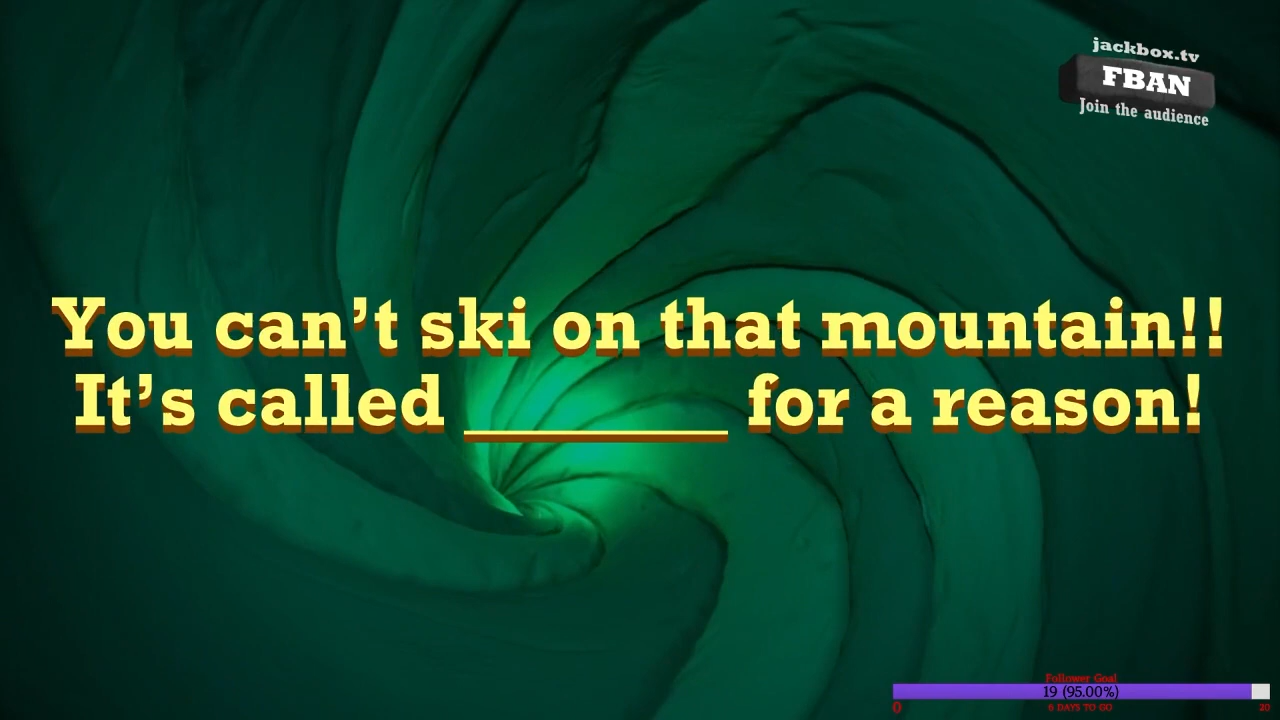 jackbox.tv
FBAN
Join the audience
You can’t ski on that mountain!!
It’s called ________ for a reason!
Follower Goal
19 (95.00%)
0 6 DAYS TO GO 20